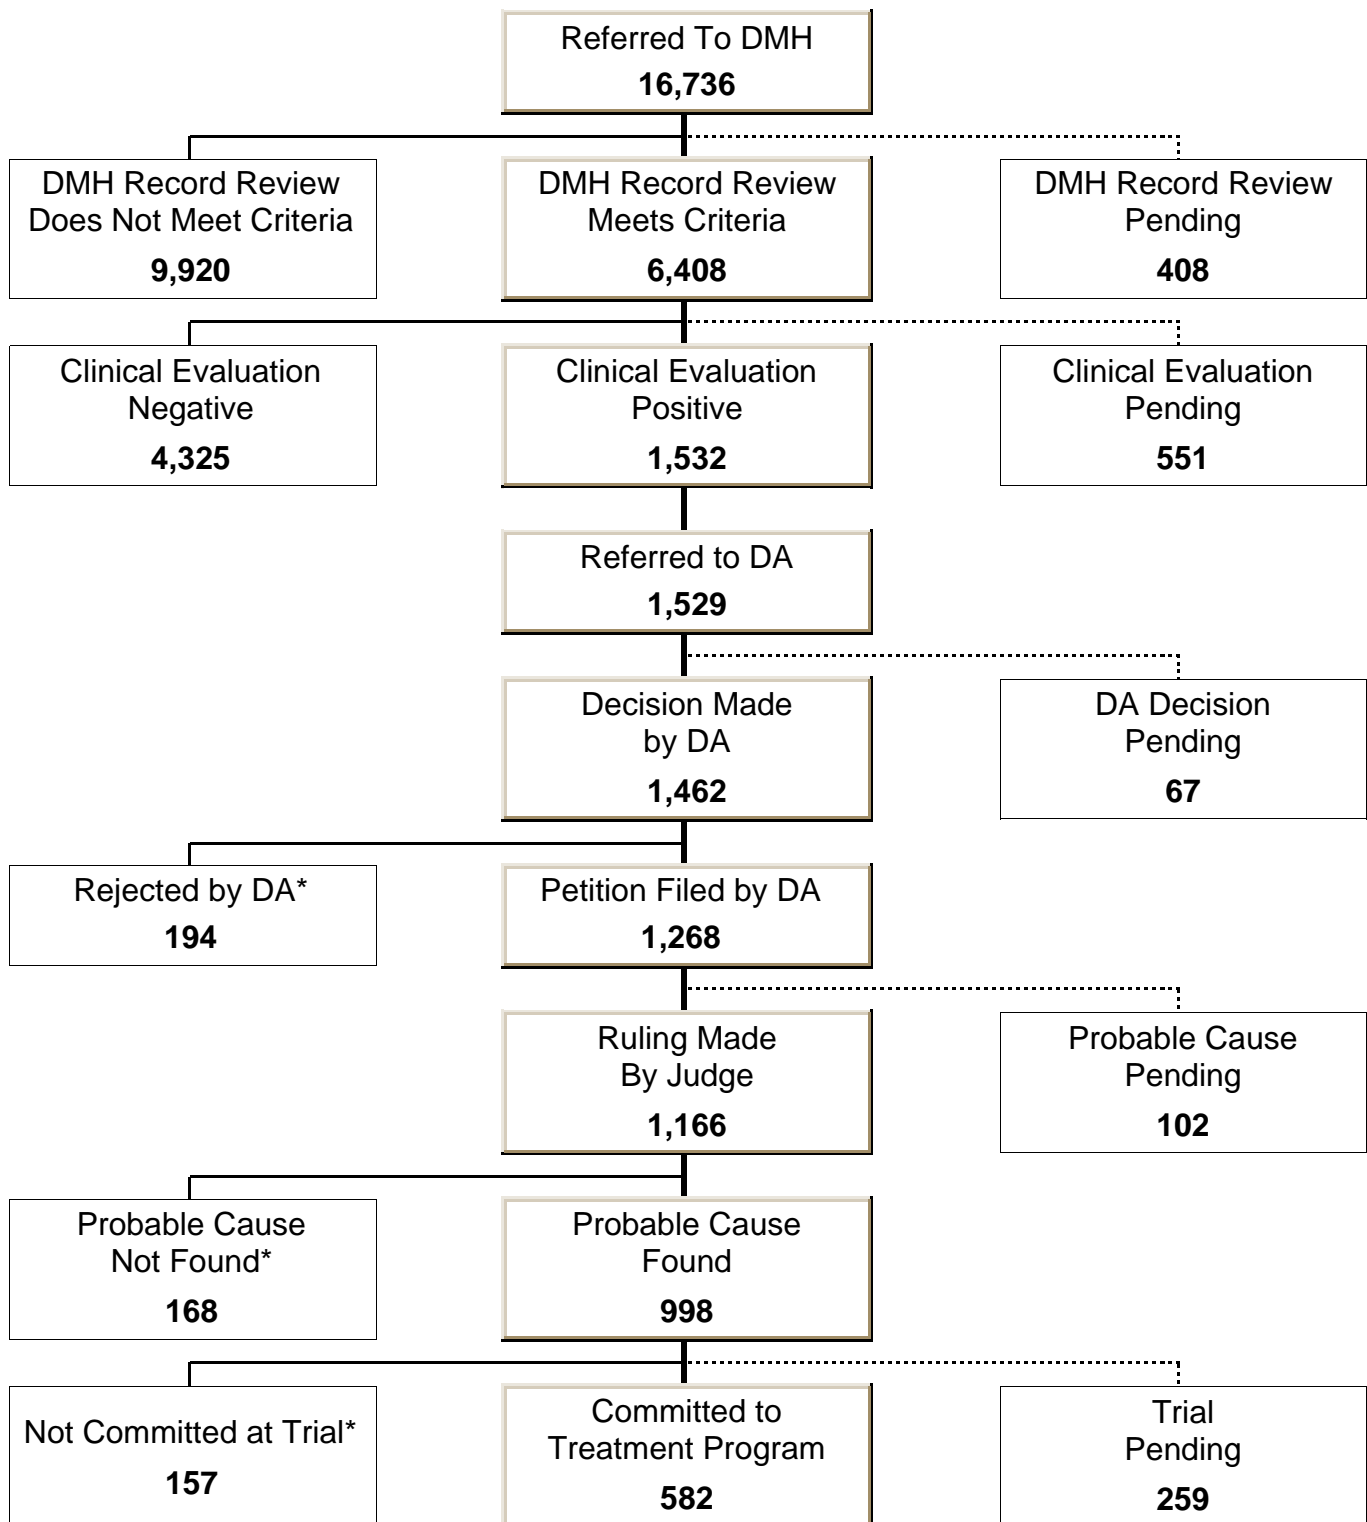 Referred To DMH
16,736
DMH Record Review
Does Not Meet Criteria
9,920
DMH Record Review
Meets Criteria
6,408
DMH Record Review
Pending
408
Clinical Evaluation
Negative
4,325
Clinical Evaluation
Positive
1,532
Clinical Evaluation
Pending
551
Referred to DA
1,529
Decision Made
by DA
1,462
DA Decision
Pending
67
Rejected by DA*
194
Petition Filed by DA
1,268
Ruling Made
By Judge
1,166
Probable Cause
Pending
102
Probable Cause
Not Found*
168
Probable Cause
Found
998
Not Committed at Trial*
157
Committed to
Treatment Program
582
Trial
Pending
259